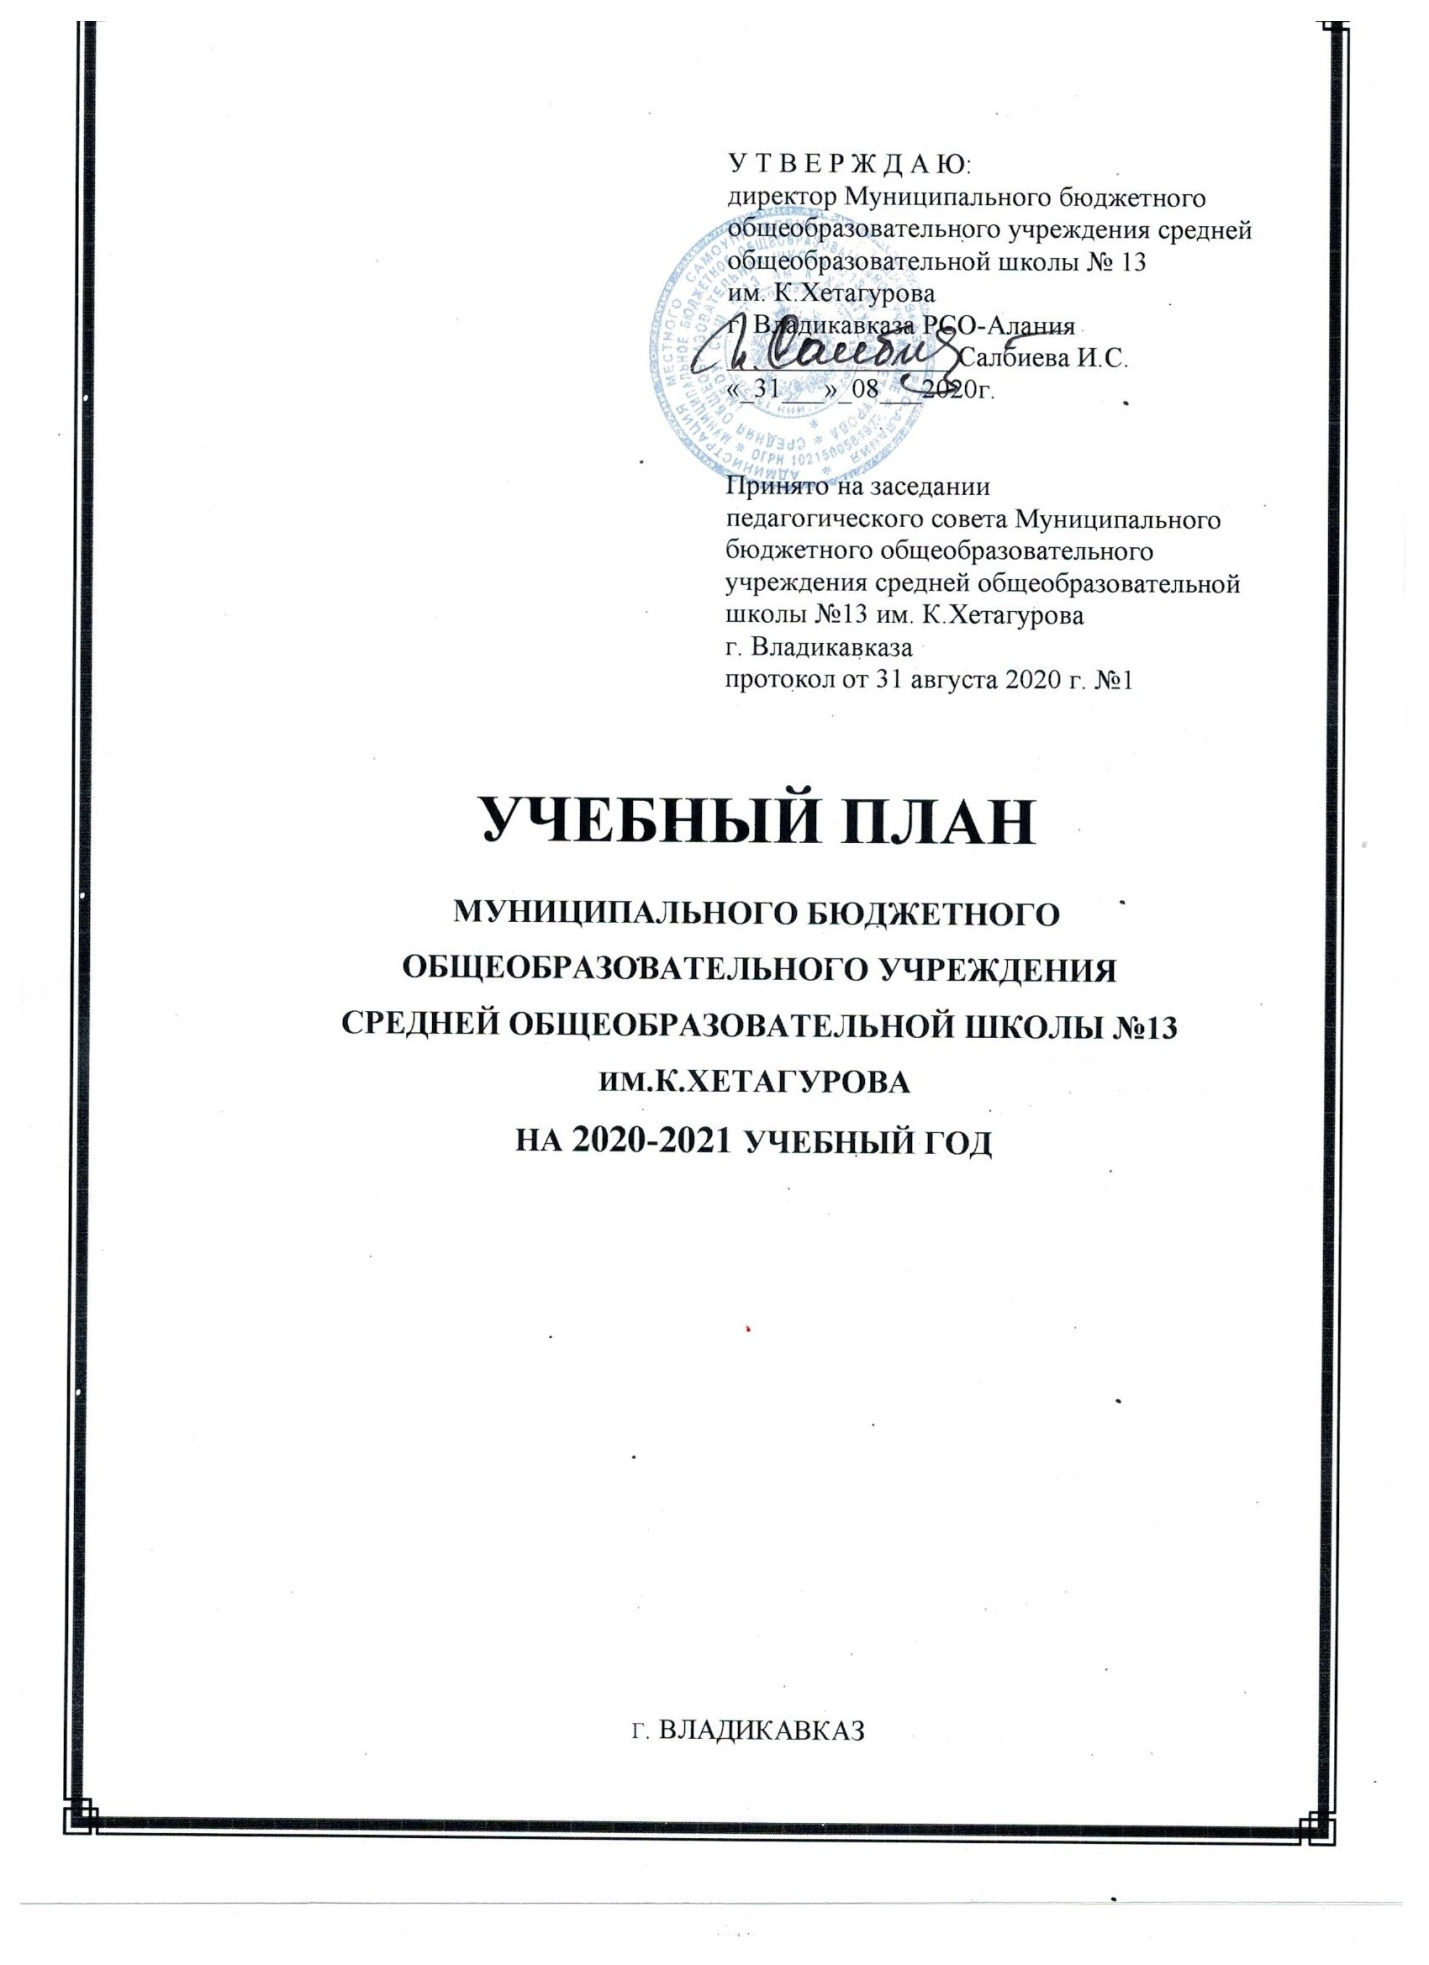 У Т В Е Р Ж Д А Ю:
директор Муниципального бюджетного
общеобразовательного учреждения средней
общеобразовательной школы № 13
им. К.Хетагурова
г. Владикавказа РСО-Алания
Салбиева И.С.
«_31___»_08___2020г.
Принято на заседании
педагогического совета Муниципального
бюджетного общеобразовательного
учреждения средней общеобразовательной
школы №13 им. К.Хетагурова
г. Владикавказа
протокол от 31 августа 2020 г. №1
УЧЕБНЫЙ ПЛАН
МУНИЦИПАЛЬНОГО БЮДЖЕТНОГО
ОБЩЕОБРАЗОВАТЕЛЬНОГО УЧРЕЖДЕНИЯ
СРЕДНЕЙ ОБЩЕОБРАЗОВАТЕЛЬНОЙ ШКОЛЫ №13
ИМ.К.ХЕТАГУРОВА
НА 2020-2021 УЧЕБНЫЙ ГОД
Г. ВЛАДИКАВКАЗ